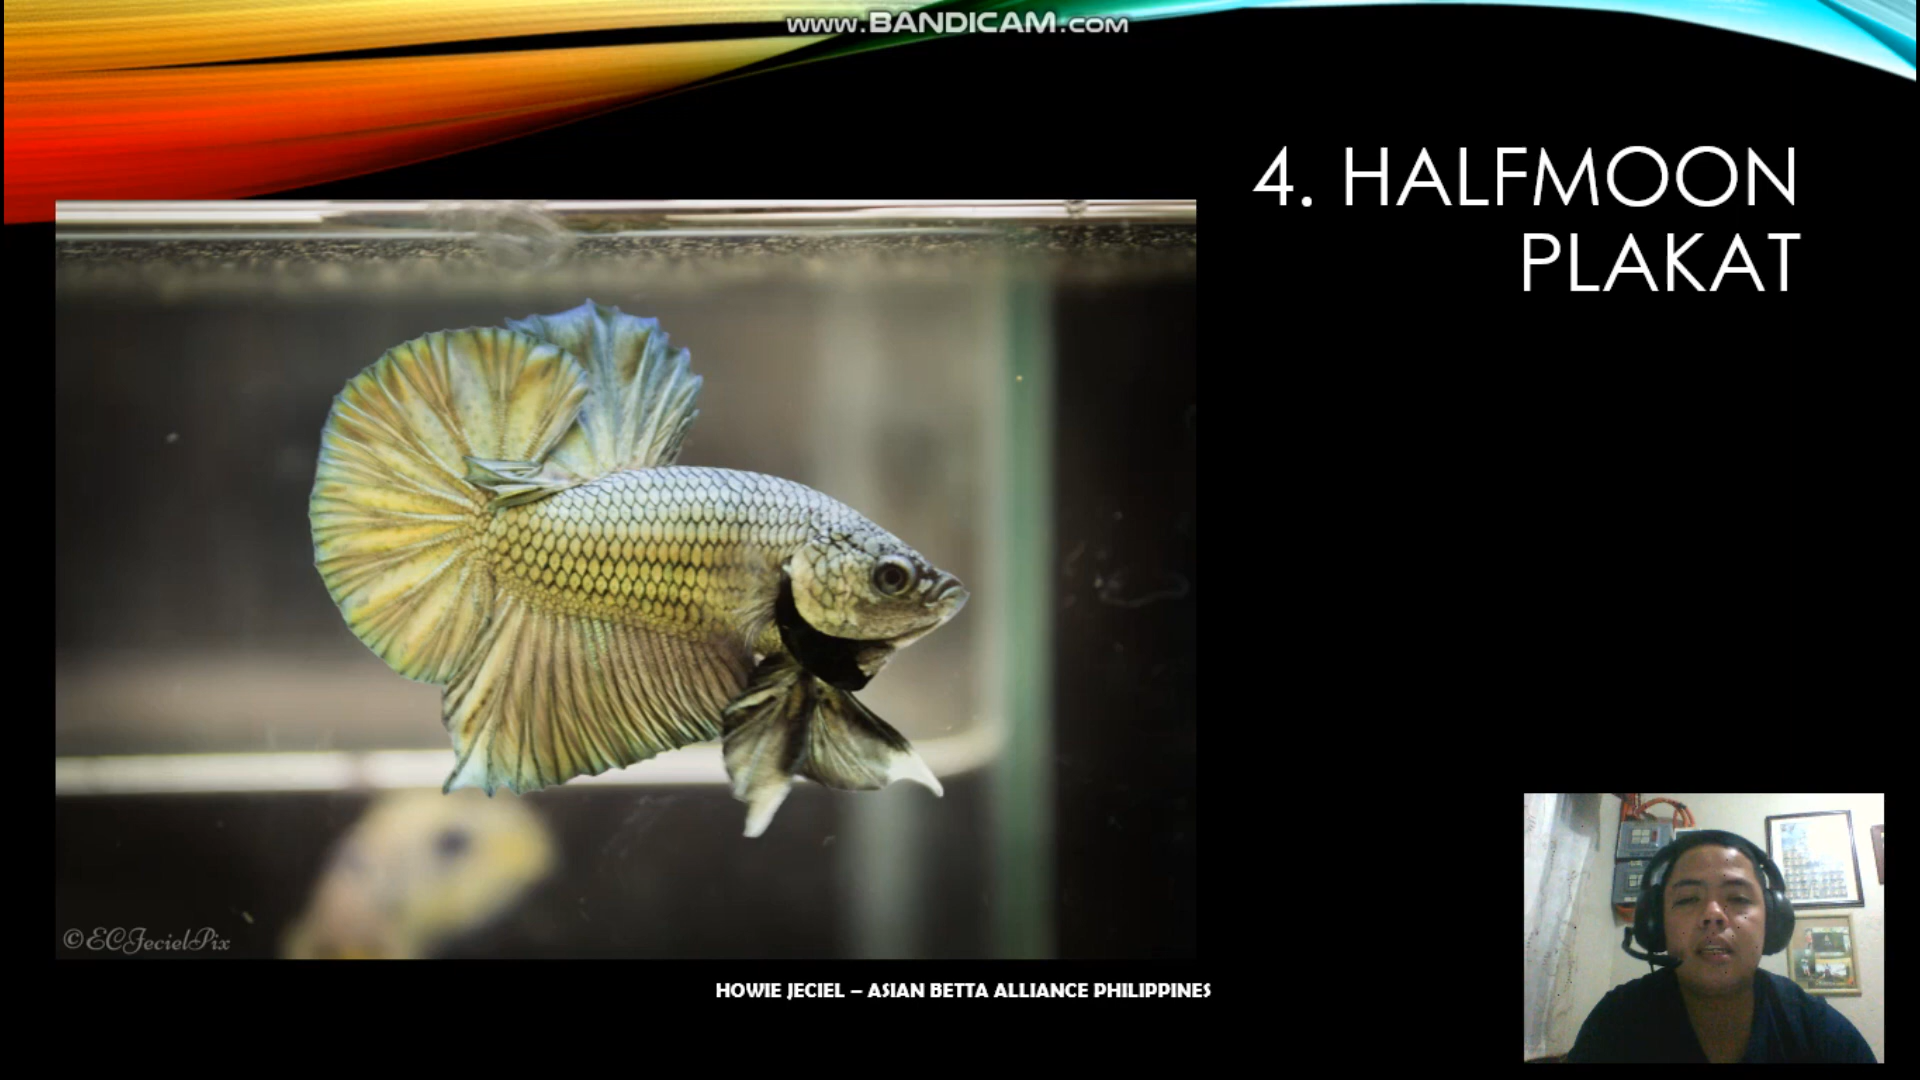 www.BANDICAM.com
4. HALFMOON
PLAKAT
©ECJecielPix
HOWIE JECIEL – ASIAN BETTA ALLIANCE PHILIPPINES